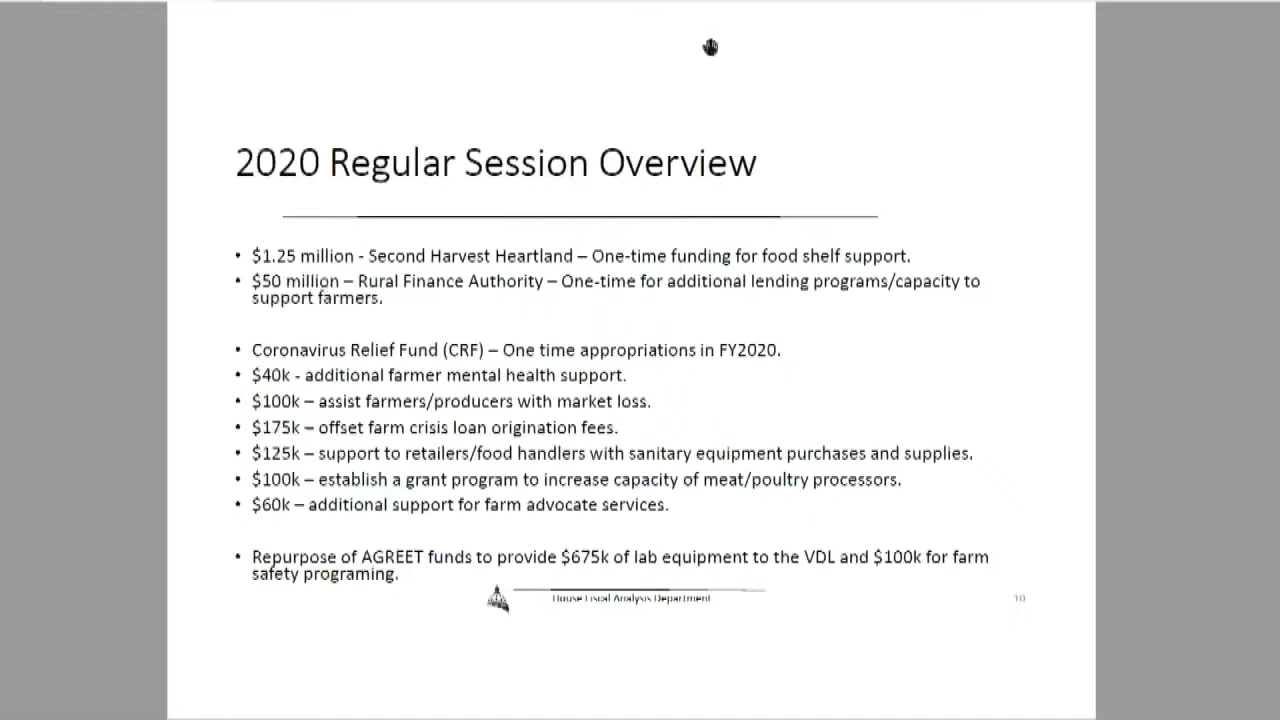 2020 Regular Session Overview
• $1.25 million - Second Harvest Heartland – One-time funding for food shelf support.
• $50 million – Rural Finance Authority – One-time for additional lending programs/capacity to
support farmers.
• Coronavirus Relief Fund (CRF) – One time appropriations in FY2020.
• $40k - additional farmer mental health support.
• $100k – assist farmers/producers with market loss.
• $175k – offset farm crisis loan origination fees.
• $125k – support to retailers/food handlers with sanitary equipment purchases and supplies.
• $100k – establish a grant program to increase capacity of meat/poultry processors.
• $60k – additional support for farm advocate services.
• Repurpose of AGREET funds to provide $675k of lab equipment to the VDL and $100k for farm
safety programing.
House Fiscal Analysis Department
10